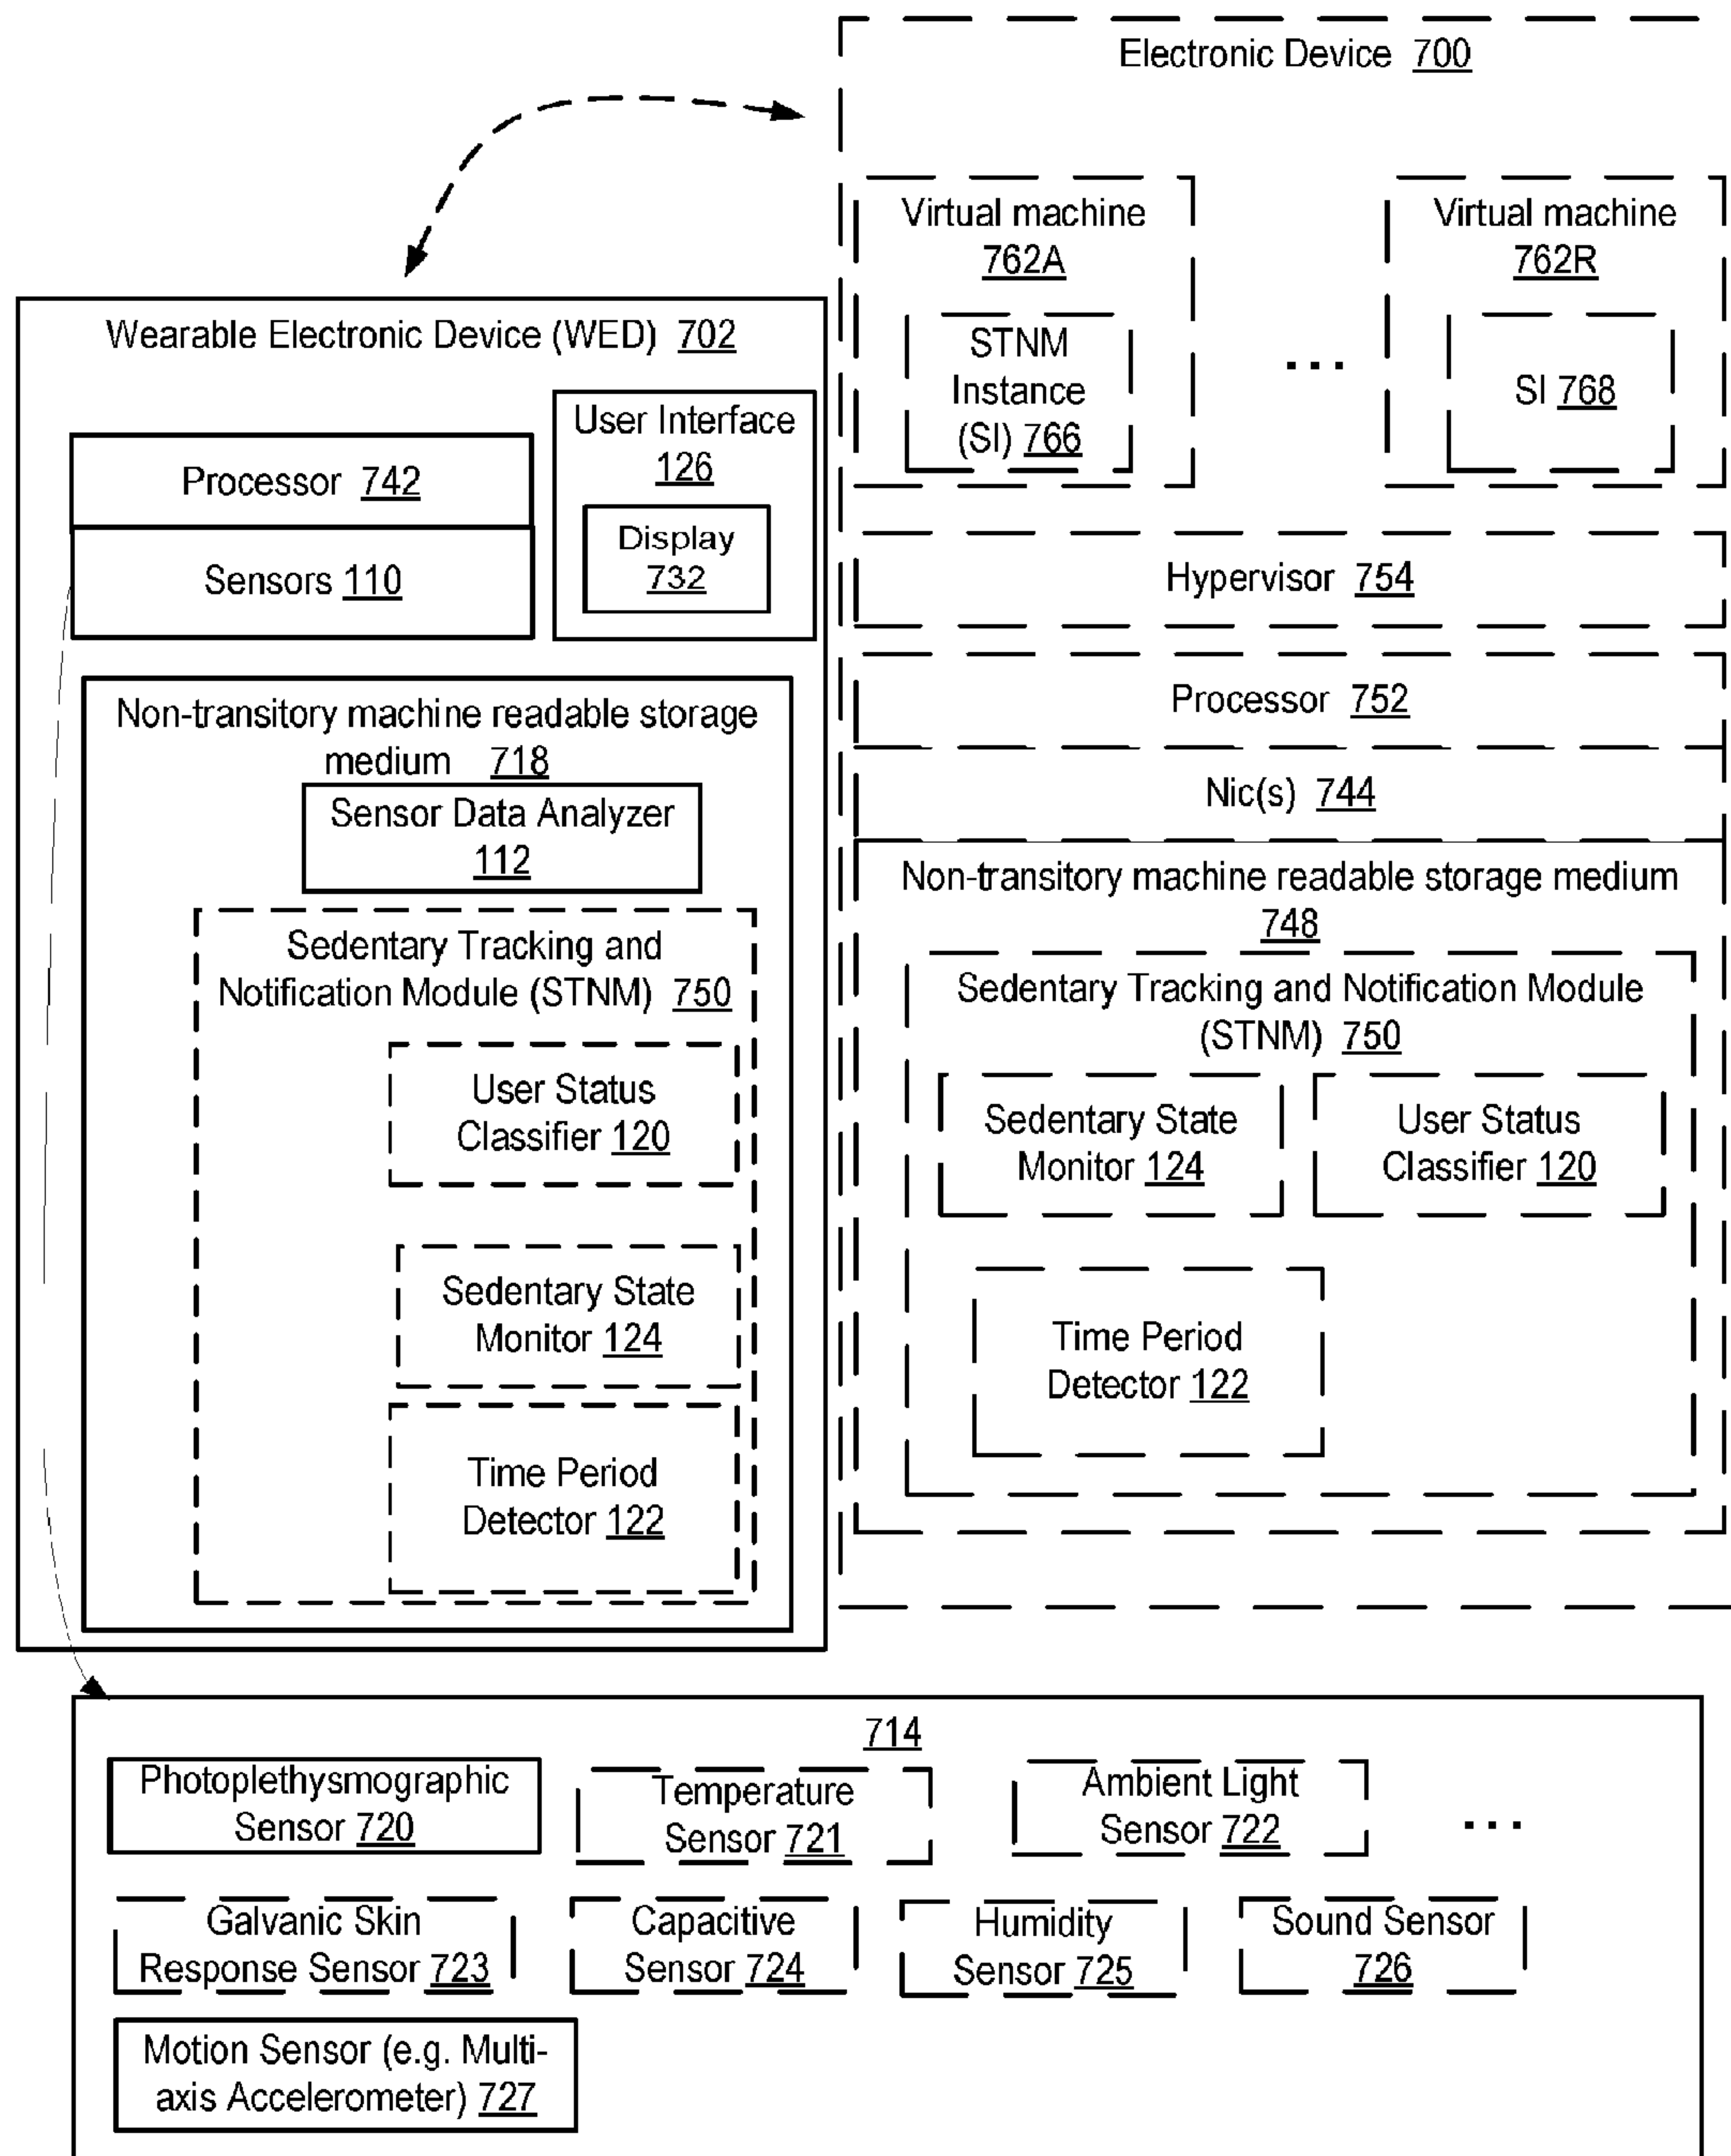 Electronic Device 700
Virtual machine
762A
STNM
Instance
(SI) 766
...
Virtual machine
762R
SI 768
Hypervisor 754
Processor 752
Nic(s) 744
Non-transitory machine readable storage medium
748
Sedentary Tracking and Notification Module
(STNM) 750
Sedentary State
Monitor 124
User Status
Classifier 120
Time Period
Detector 122
Wearable Electronic Device (WED) 702
Processor 742
Sensors 110
User Interface
126
Display
732
Non-transitory machine readable storage
medium 718
Sensor Data Analyzer
112
Sedentary Tracking and
Notification Module (STNM) 750
User Status
Classifier 120
Sedentary State
Monitor 124
Time Period
Detector 122
714
Photoplethysmographic
Sensor 720
Temperature
Sensor 721
Ambient Light
Sensor 722
...
Galvanic Skin
Response Sensor 723
Capacitive
Sensor 724
Humidity
Sensor 725
Sound Sensor
726
Motion Sensor (e.g. Multi-
axis Accelerometer) 727